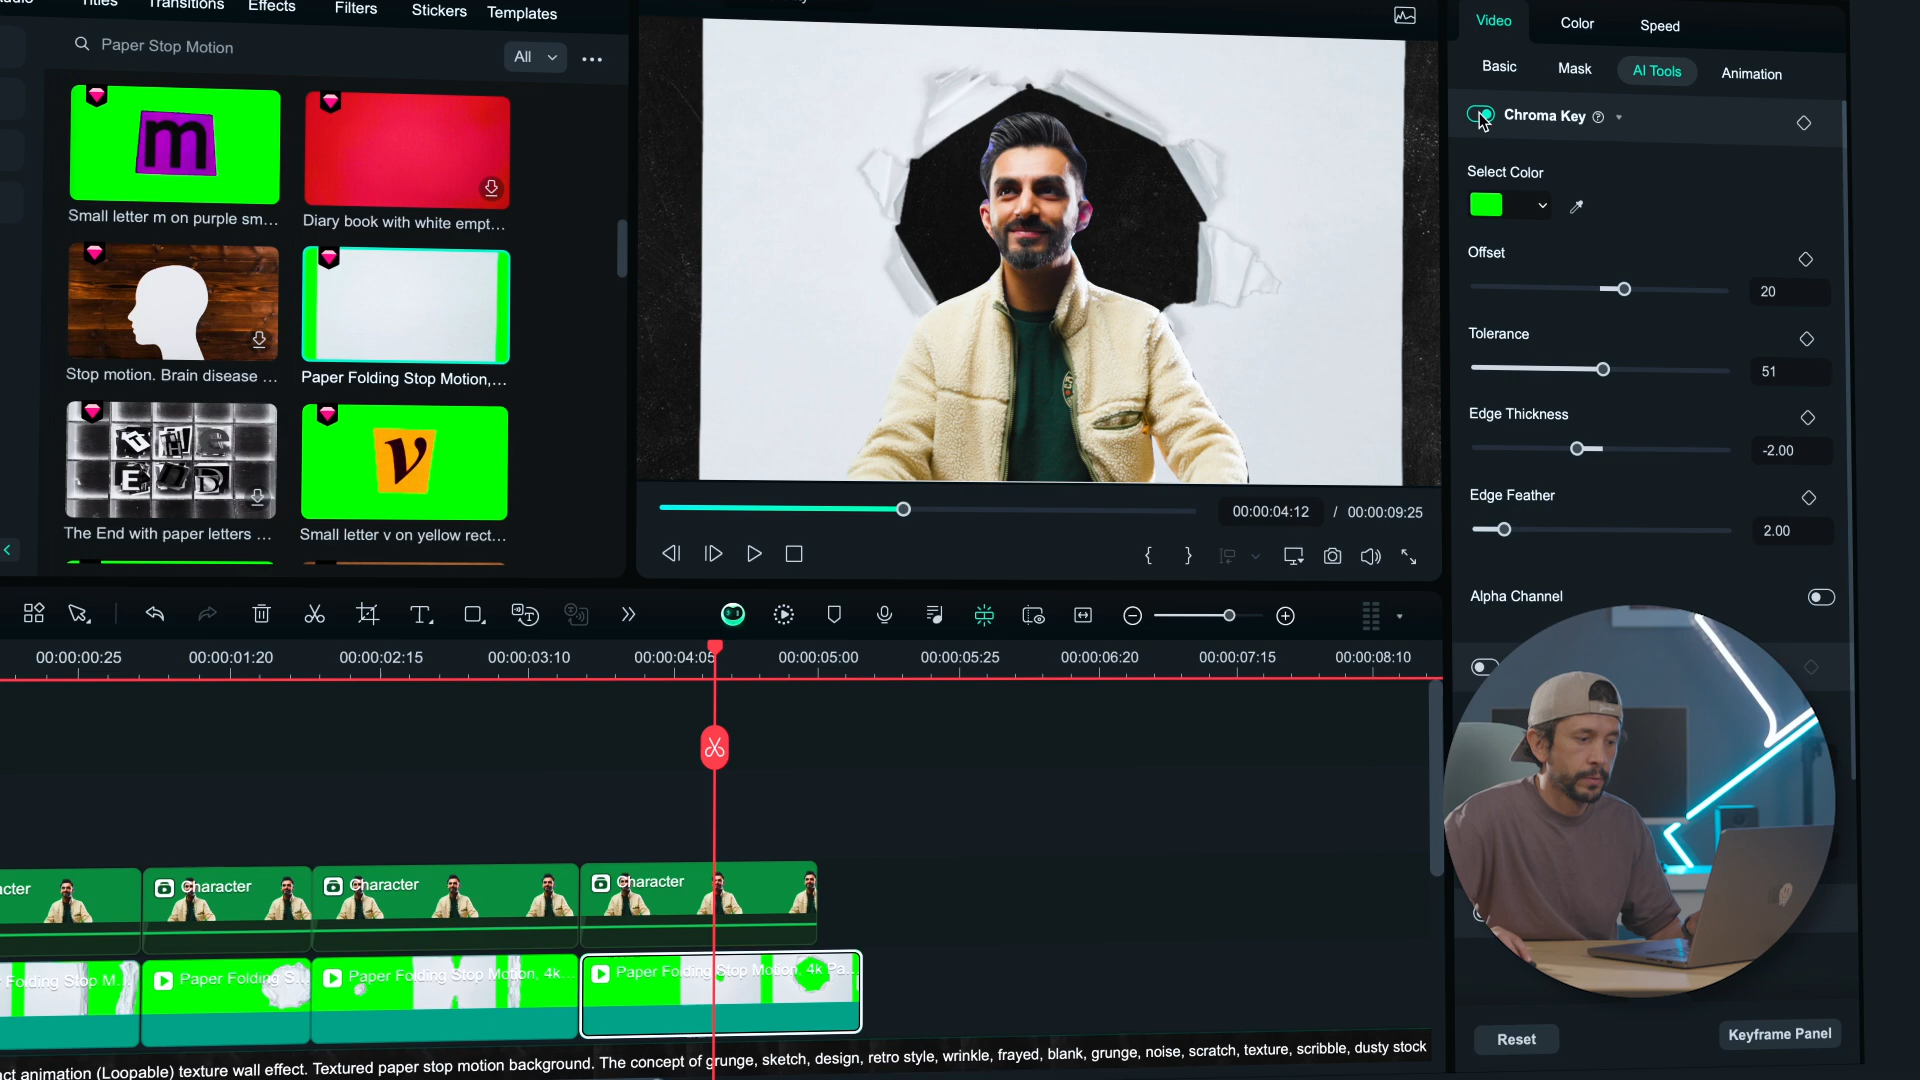 Titles
Transitions
Effects
Filters
Stickers
Templates
Paper Stop Motion
All
m
Small letter m on purple sm...
Diary book with white empt...
Stop motion. Brain disease ...
Paper Folding Stop Motion,...
THE
END
The End with paper letters ...
v
Small letter v on yellow rect...
00:00:04:12 / 00:00:09:25
Video
Color
Speed
Basic
Mask
AI Tools
Animation
Chroma Key
Select Color
Offset
20
Tolerance
51
Edge Thickness
-2.00
Edge Feather
2.00
Alpha Channel
Reset
Keyframe Panel
00:00:00:25
00:00:01:20
00:00:02:15
00:00:03:10
00:00:04:05
00:00:05:00
00:00:05:25
00:00:06:20
00:00:07:15
00:00:08:10
acter
Character
Character
Character
Folding Stop M...
Paper Folding S...
Paper Folding Stop Motion, 4k...
Paper Folding Stop Motion, 4k Pa...
act animation (Loopable) texture wall effect. Textured paper stop motion background. The concept of grunge, sketch, design, retro style, wrinkle, frayed, blank, grunge, noise, scratch, texture, scribble, dusty stock